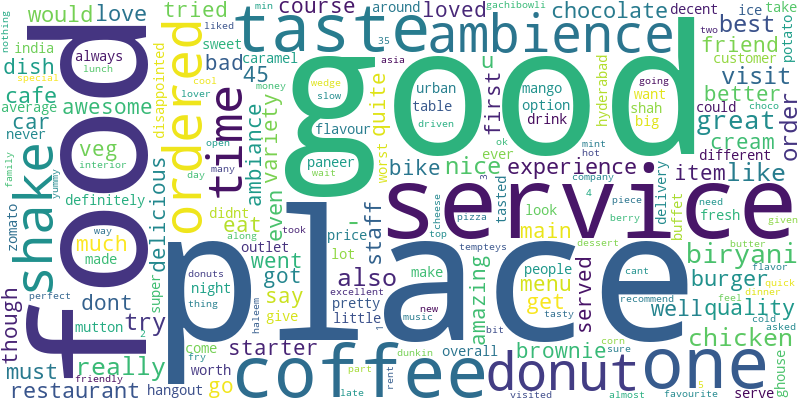 nothing
would
love
tried
course
min
around
gachibowli
ice
take
liked
taste
loved
chocolate
decent
two
india
food
good
always
lunch
sweet
35
ambience
best
friend
potato
dish
special
ordered
bad
45
caramel
asia
u
customer
cafe
disappointed
cool
lover
money
wedge
slow
urban
table
mango
option
going
want
visit
better
choco
average
awesome
time
variety
quite
driven
drink
shah
big
hyderabad
could
order
car
never
open
flavour
first
ok
mint
hot
great
cream
different
veg
interior
day
many
ambiance
paneer
wait
worst
ever
bike
nice
experience
item
like
shake
delicious
didnt
even
service
3
company
4
delivery
need
fresh
family
yummy
definitely
eat
-
tasted
cheese
pizza
look
piece
berry
buffet
given
house
zomato
way
much
made
along
took
price
staff
top
main
butter
biryani
place
outlet
lot
tempteys
dessert
went
super
donuts
night
thing
got
also
make
amazing
people
cant
burger
flavor
quick
perfect
dont
haleem
say
excellent
pretty
new
menu
tasty
served
recommend
feel
dinner
though
2
mutton
try
give
little
1
music
bit
get
well
quality
cold
asked
starter
coffee
dunkin
overall
brownie
corn
sure
chicken
must
really
fry
come
worth
part
rent
donut
one
ghouse
restaurant
friendly
hangout
go
late
visited
almost
favourite
5
serve